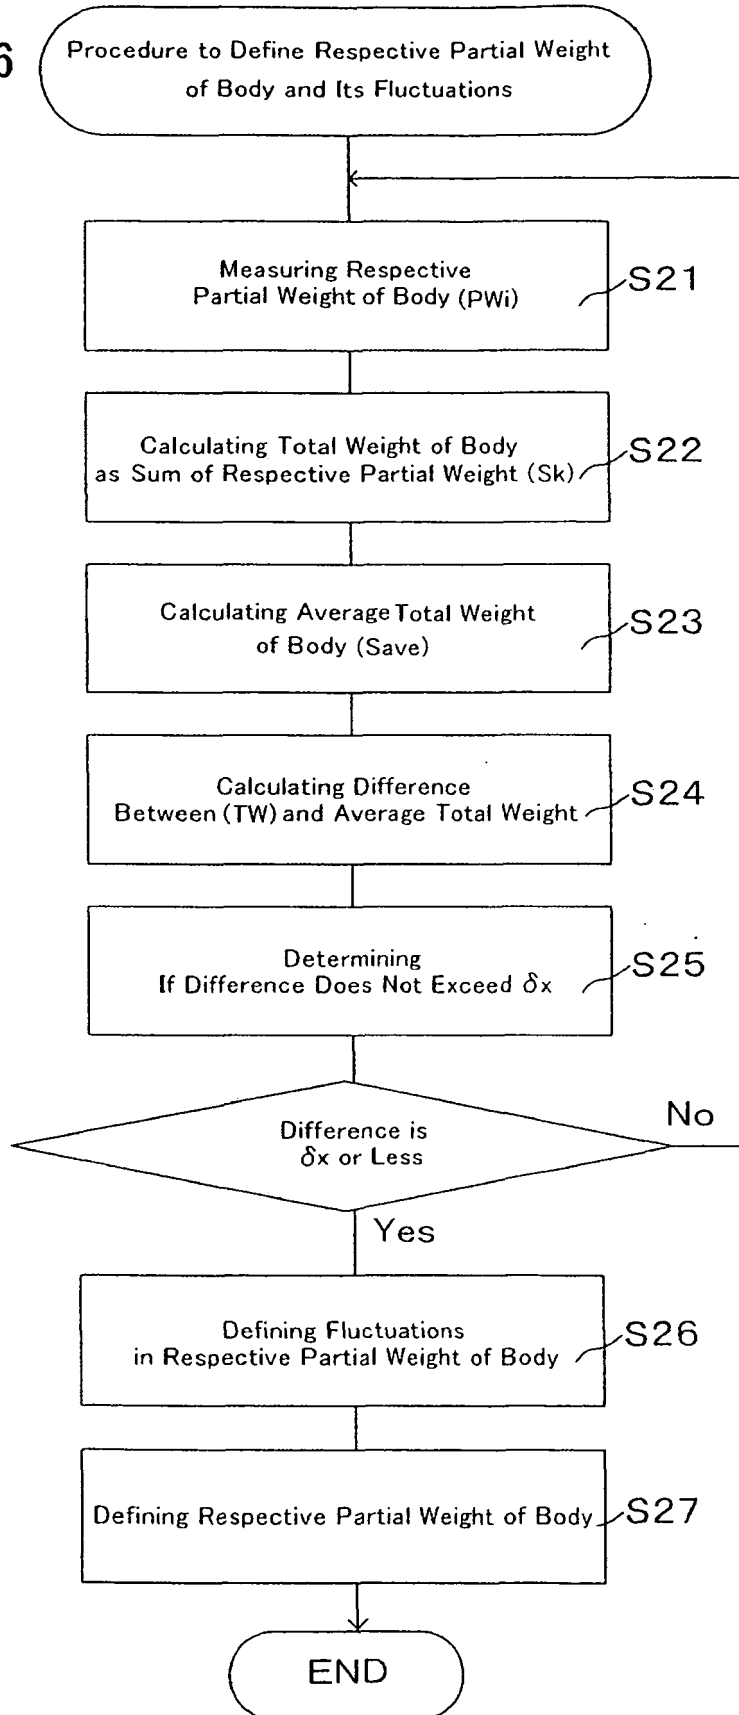 6
Procedure to Define Respective Partial Weight
of Body and Its Fluctuations
Measuring Respective
Partial Weight of Body (PWi)
S21
Calculating Total Weight of Body
as Sum of Respective Partial Weight (Sk)
S22
Calculating Average Total Weight
of Body (Save)
S23
Calculating Difference
Between (TW) and Average Total Weight
S24
Determining
If Difference Does Not Exceed δx
S25
Difference is
δx or Less
No
Yes
Defining Fluctuations
in Respective Partial Weight of Body
S26
Defining Respective Partial Weight of Body
S27
END